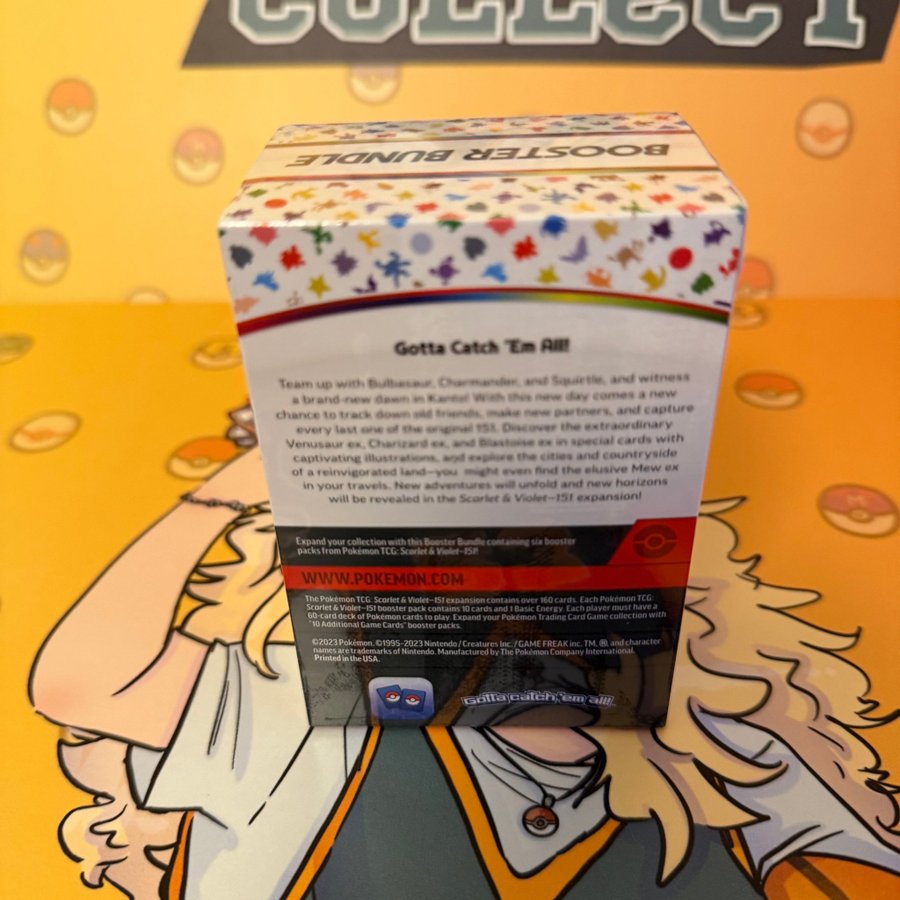 COLLECT
BOOSTER BUNDLE
Gotta Catch 'Em All!
Team up with Bulbasaur, Charmander, and Squirtle, and witness
a brand-new dawn in Kanto! With this new day comes a new
chance to track down old friends, make new partners, and capture
every last one of the original 151. Discover the extraordinary
Venusaur ex, Charizard ex, and Blastoise ex in special cards with
captivating illustrations, and explore the cities and countryside
of a reinvigorated land—you might even find the elusive Mew ex
in your travels. New adventures will unfold and new horizons
will be revealed in the Scarlet & Violet—151 expansion!
Expand your collection with this Booster Bundle containing six booster
packs from Pokémon TCG: Scarlet & Violet—151!
WWW.POKEMON.COM
The Pokémon TCG: Scarlet & Violet—151 expansion contains over 160 cards. Each Pokémon TCG:
Scarlet & Violet—151 booster pack contains 10 cards and 1 Basic Energy. Each player must have a
60-card deck of Pokémon cards to play. Expand your Pokémon Trading Card Game collection with
"10 Additional Game Cards" booster packs.
©2023 Pokémon. ©1995-2023 Nintendo / Creatures Inc. / GAME FREAK inc. TM, ®, and character
names are trademarks of Nintendo. Manufactured by The Pokémon Company International.
Printed in the USA.
Gotta catch 'em all!